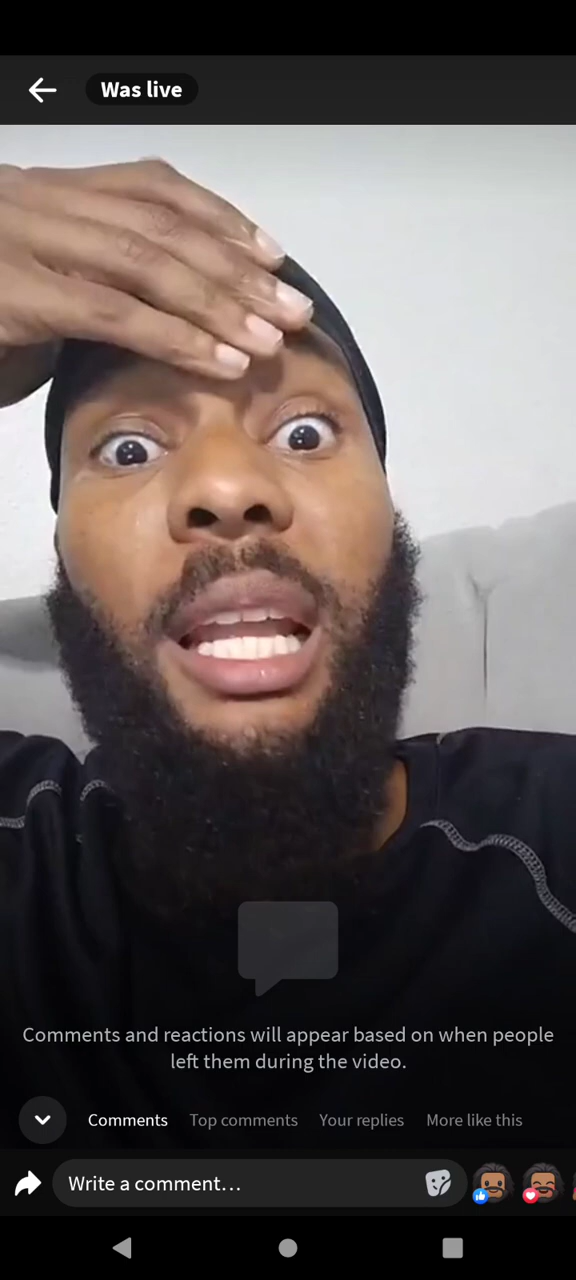 Was live
Comments and reactions will appear based on when people
left them during the video.
Comments Top comments Your replies More like this
Write a comment…